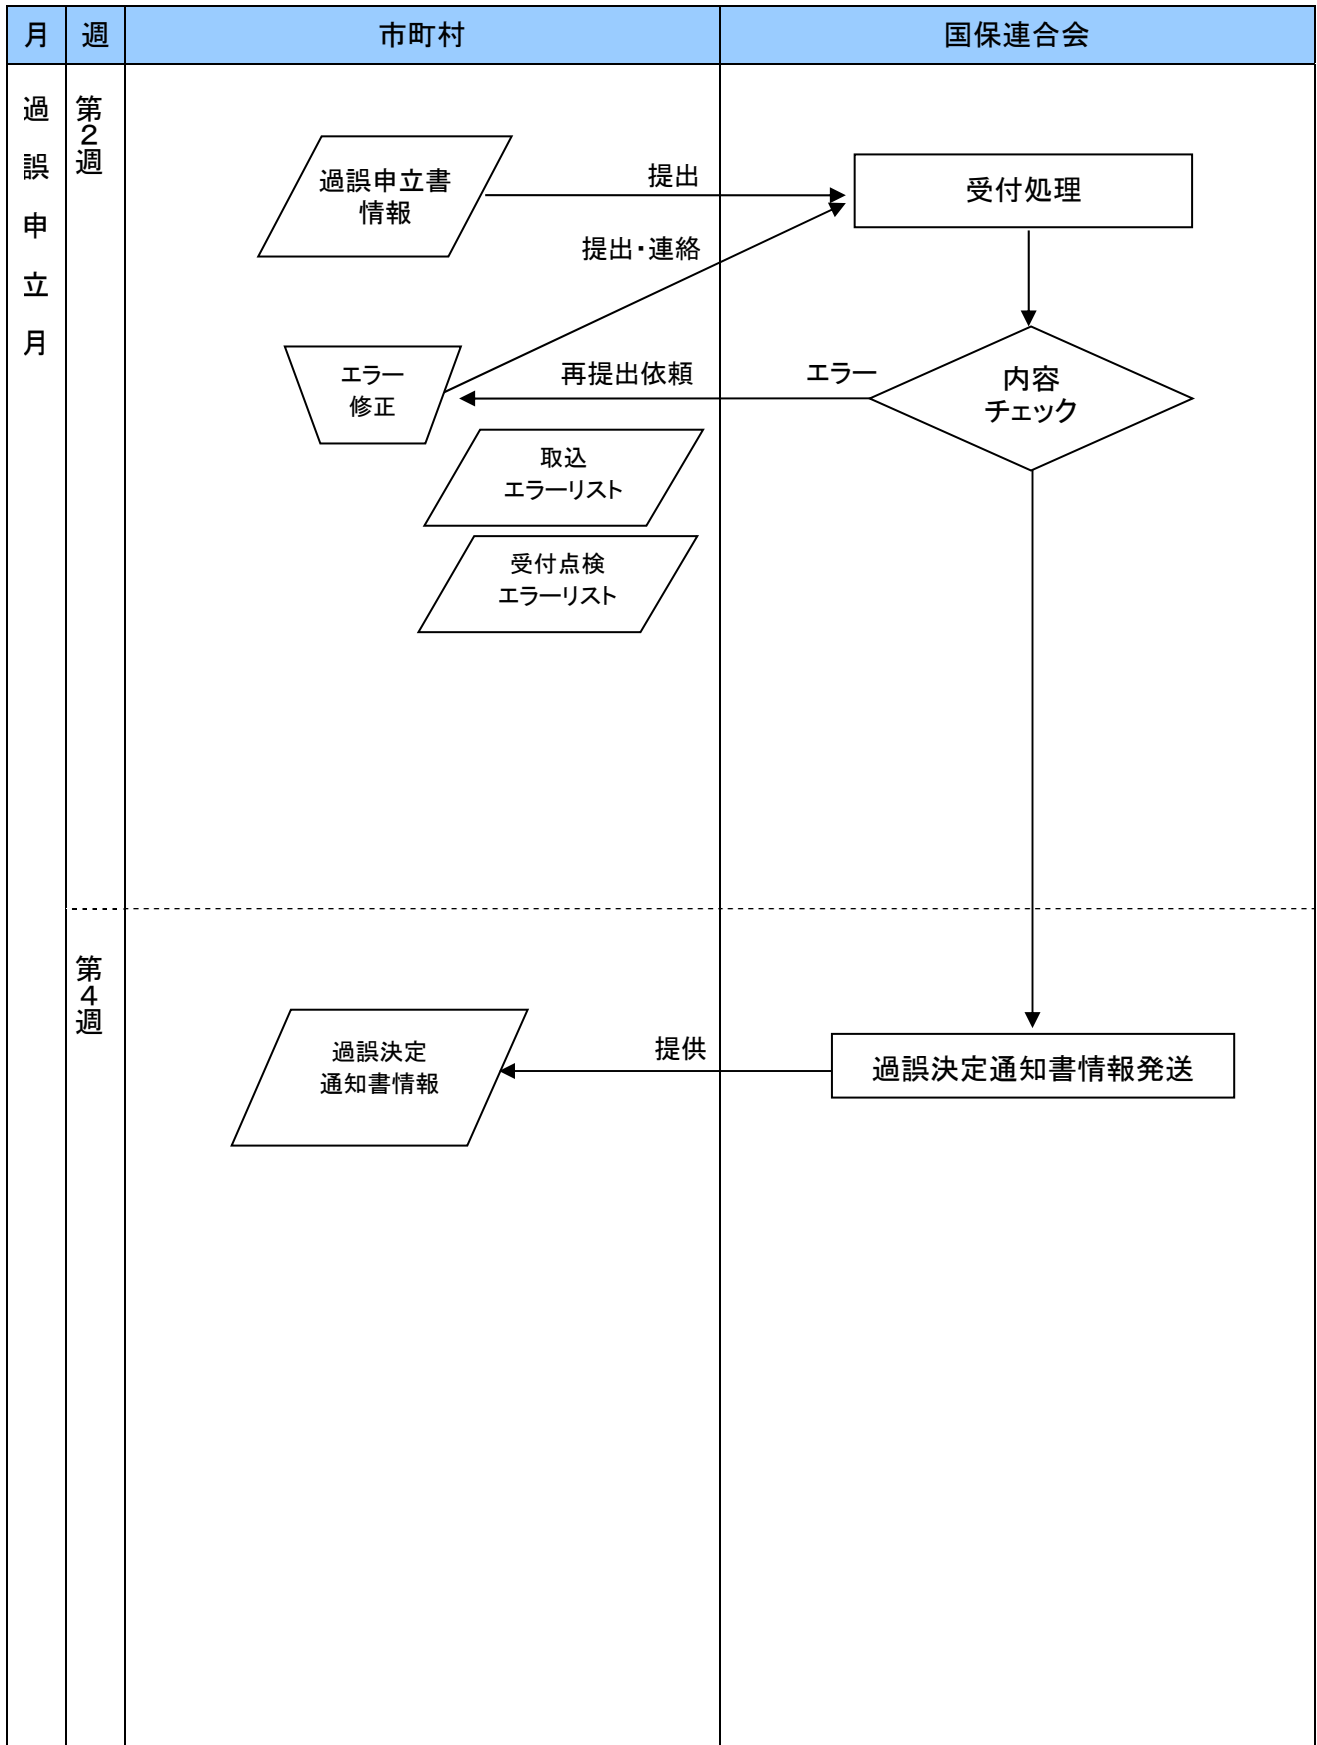 月
週
市町村
国保連合会
過誤申立月
第２週
過誤申立書
情報
提出
受付処理
提出・連絡
エラー
修正
再提出依頼
エラー
内容
チェック
取込
エラーリスト
受付点検
エラーリスト
第４週
過誤決定
通知書情報
提供
過誤決定通知書情報発送